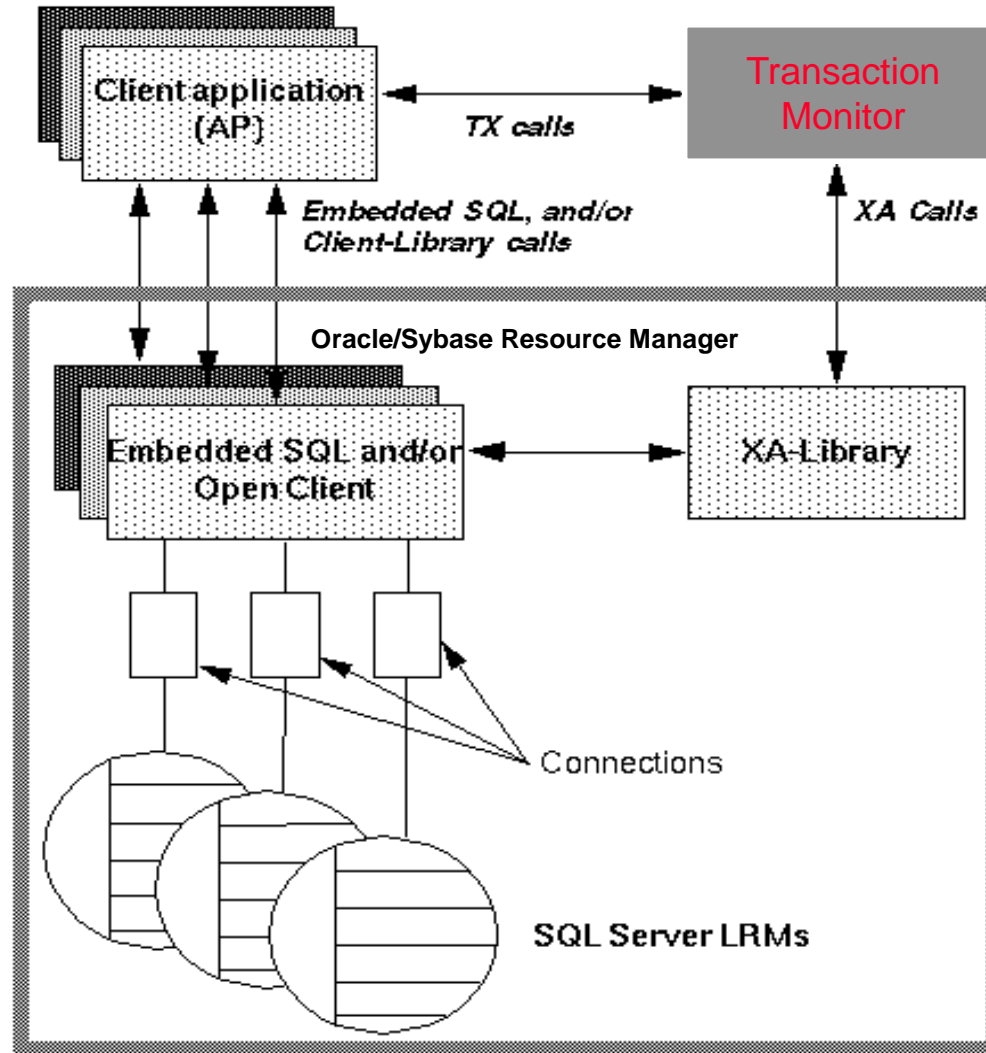 Client application
(AP)
Transaction
Monitor
TX calls
Embedded SQL, and/or
Client-Library calls
XA Calls
Oracle/Sybase Resource Manager
Embedded SQL and/or
Open Client
XA-Library
Connections
SQL Server LRMs